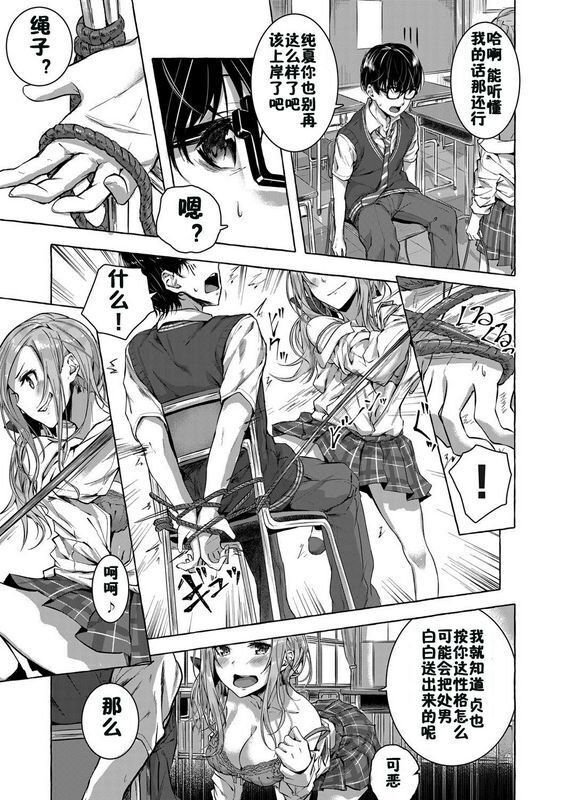 哈啊 能听懂
我的话那还行
纯夏你也别再
这么样了吧
该上岸了吧
嗯？
绳子？
！
什么！
呵呵♪
我就知道 贞也
按你这性格怎么
可能会把处男
白白送出来
的呢
可恶
那么